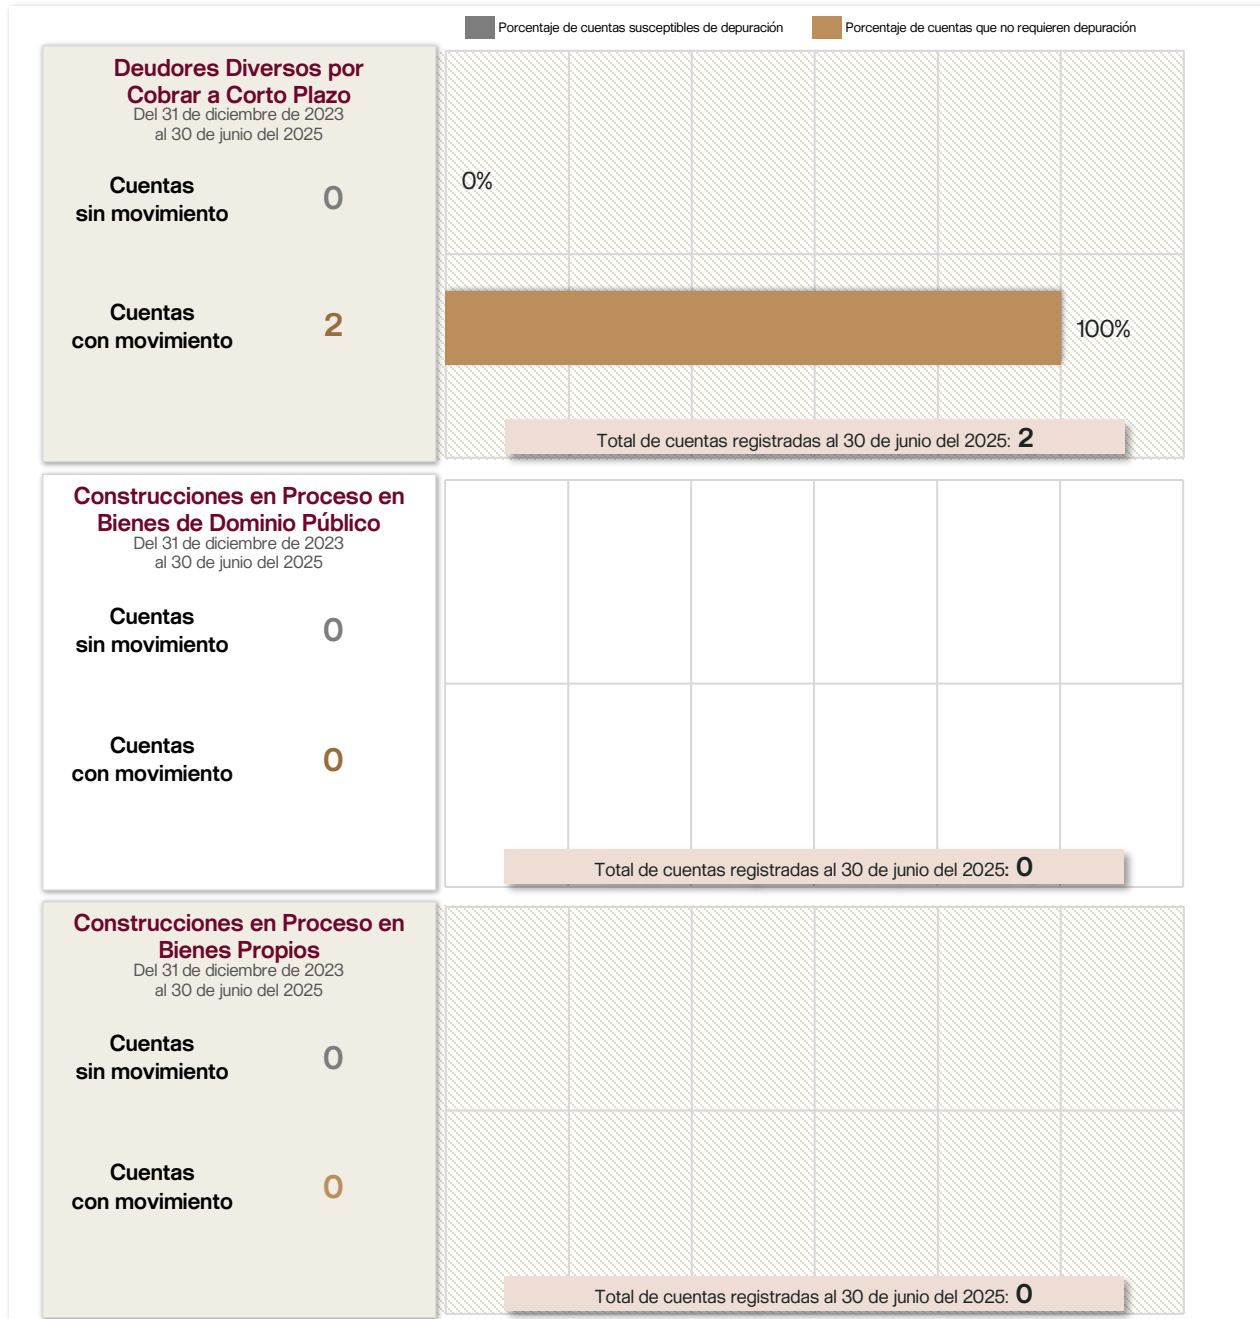 Porcentaje de cuentas susceptibles de depuración
Porcentaje de cuentas que no requieren depuración
Deudores Diversos por
Cobrar a Corto Plazo
Del 31 de diciembre de 2023
al 30 de junio del 2025
Cuentas
sin movimiento
0
0%
Cuentas
con movimiento
2
100%
Total de cuentas registradas al 30 de junio del 2025: 2
Construcciones en Proceso en
Bienes de Dominio Público
Del 31 de diciembre de 2023
al 30 de junio del 2025
Cuentas
sin movimiento
0
Cuentas
con movimiento
0
Total de cuentas registradas al 30 de junio del 2025: 0
Construcciones en Proceso en
Bienes Propios
Del 31 de diciembre de 2023
al 30 de junio del 2025
Cuentas
sin movimiento
0
Cuentas
con movimiento
0
Total de cuentas registradas al 30 de junio del 2025: 0